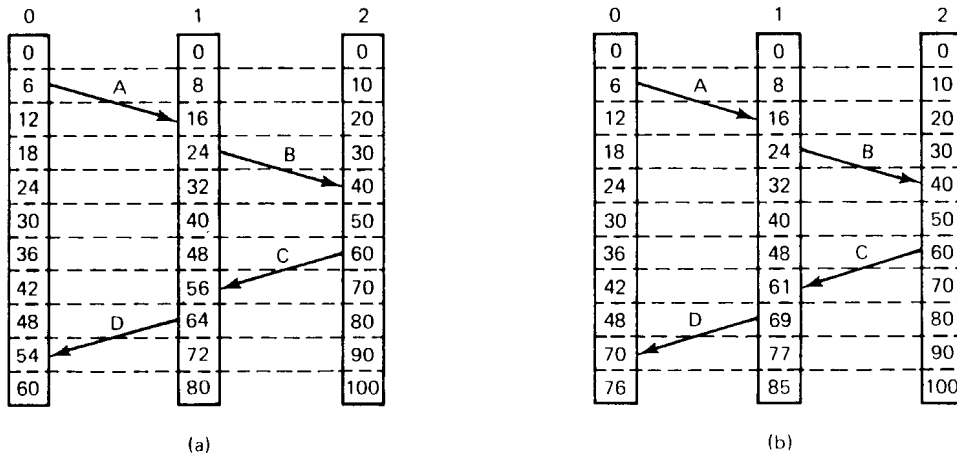 0 1 2 0 1 2
0 0 0 0 0 0
6 A 8 10 6 A 8 10
12 16 20 12 16 20
18 24 B 30 18 24 B 30
24 32 40 24 32 40
30 40 50 30 40 50
36 48 C 60 36 48 C 60
42 56 70 42 61 70
48 D 64 80 48 D 69 80
54 72 90 70 77 90
60 80 100 76 85 100
(a) (b)